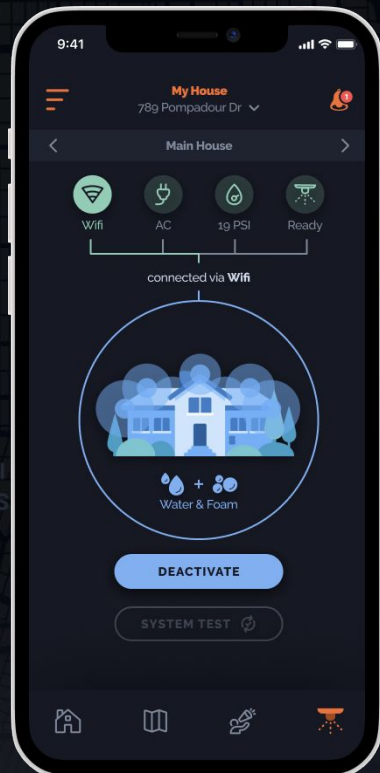 9:41
My House
1
789 Pompadour Dr
Main House
Wifi
AC
19 PSI
Ready
connected via Wifi
Water & Foam
DEACTIVATE
SYSTEM TEST